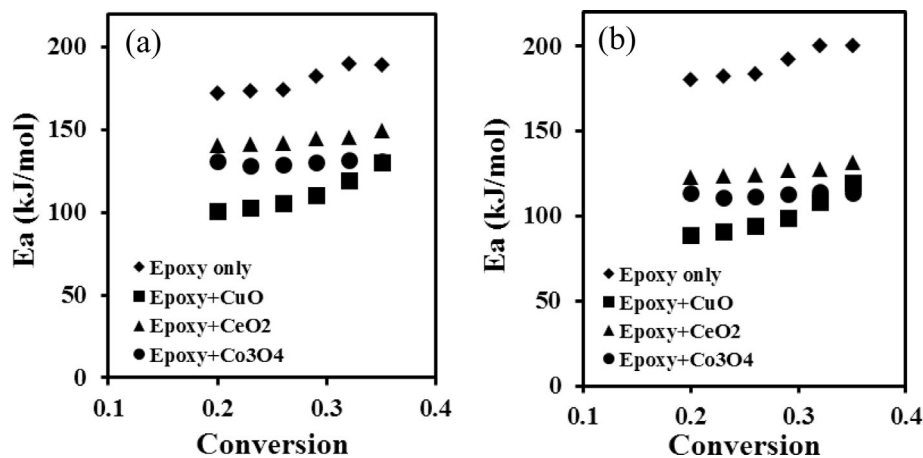 (a)
200
150
100
50
0
Ea (kJ/mol)
Epoxy only
Epoxy+CuO
Epoxy+CeO2
Epoxy+Co3O4
0.1 0.2 0.3 0.4
Conversion
(b)
200
150
100
50
0
Ea (kJ/mol)
Epoxy only
Epoxy+CuO
Epoxy+CeO2
Epoxy+Co3O4
0.1 0.2 0.3 0.4
Conversion